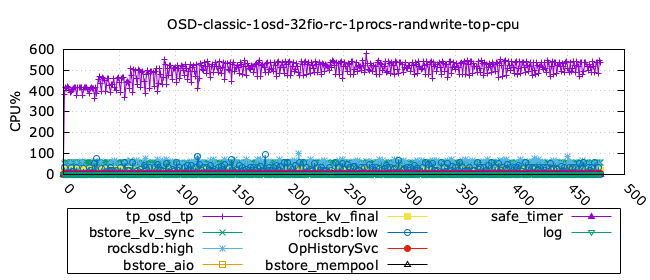 OSD-classic-1osd-32fio-rc-1procs-randwrite-top-cpu
CPU%
600
500
400
300
200
100
0
0 50 100 150 200 250 300 350 400 450 500
tp_osd_tp bstore_kv_final safe_timer
bstore_kv_sync rocksdb:low log
rocksdb:high OpHistorySvc
bstore_aio bstore_mempool